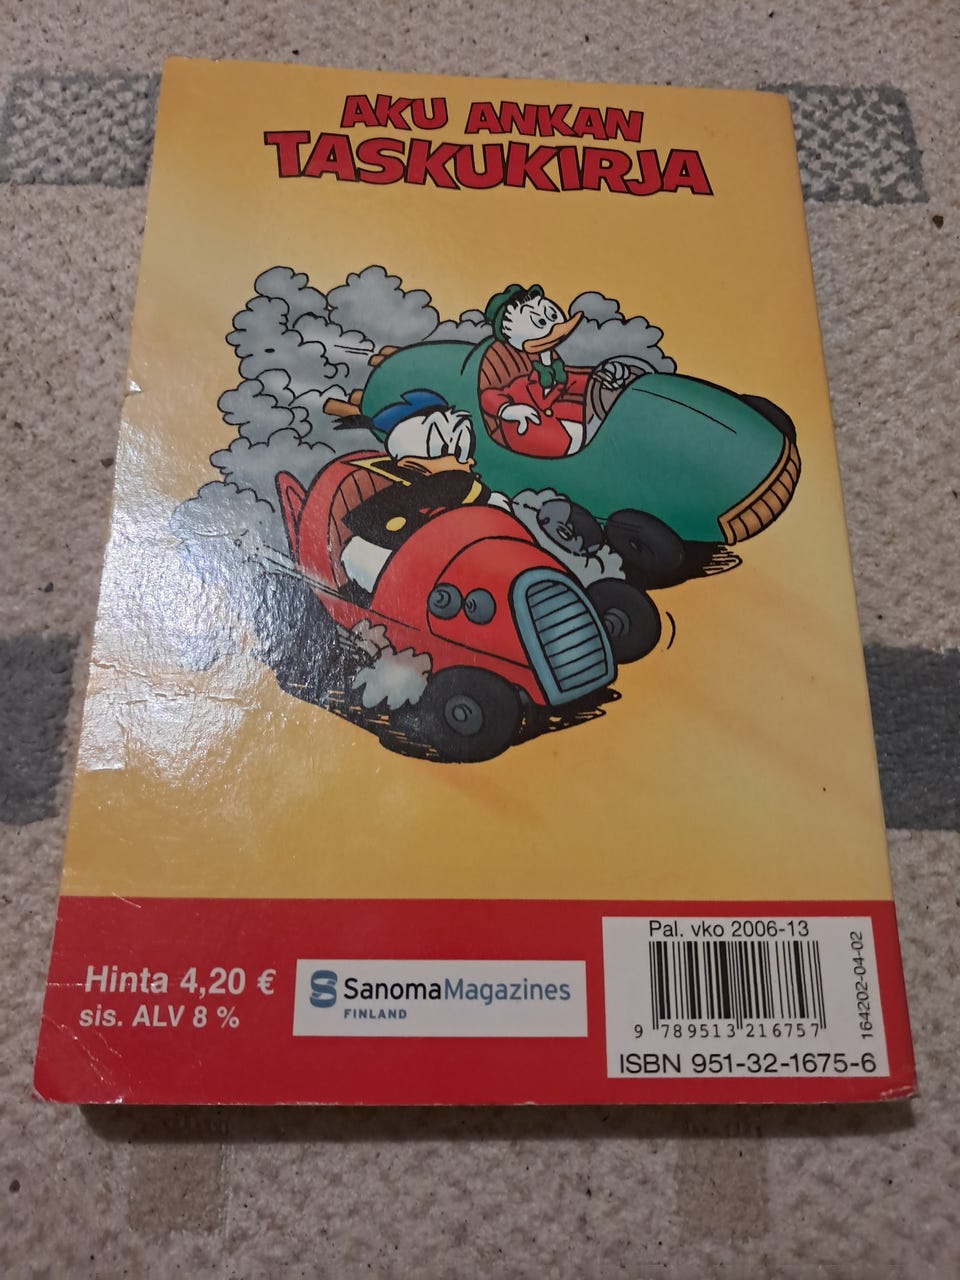 AKU ANKAN
TASKUKIRJA
Hinta 4,20 €
sis. ALV 8 %
SanomaMagazines
FINLAND
Pal. vko 2006-13
164202-04-02
9 789513 216757
ISBN 951-32-1675-6